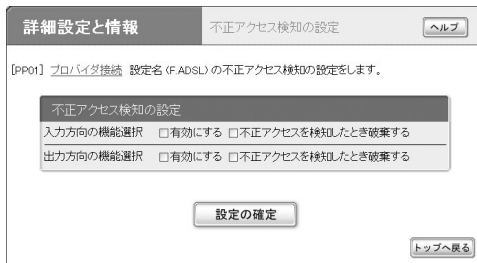 詳細設定と情報
不正アクセス検知の設定
ヘルプ
[PP01] プロバイダ接続 設定名(F.ADSL)の不正アクセス検知の設定をします。
不正アクセス検知の設定
入力方向の機能選択 □有効にする □不正アクセスを検知したとき破棄する
出力方向の機能選択 □有効にする □不正アクセスを検知したとき破棄する
設定の確定
トップへ戻る